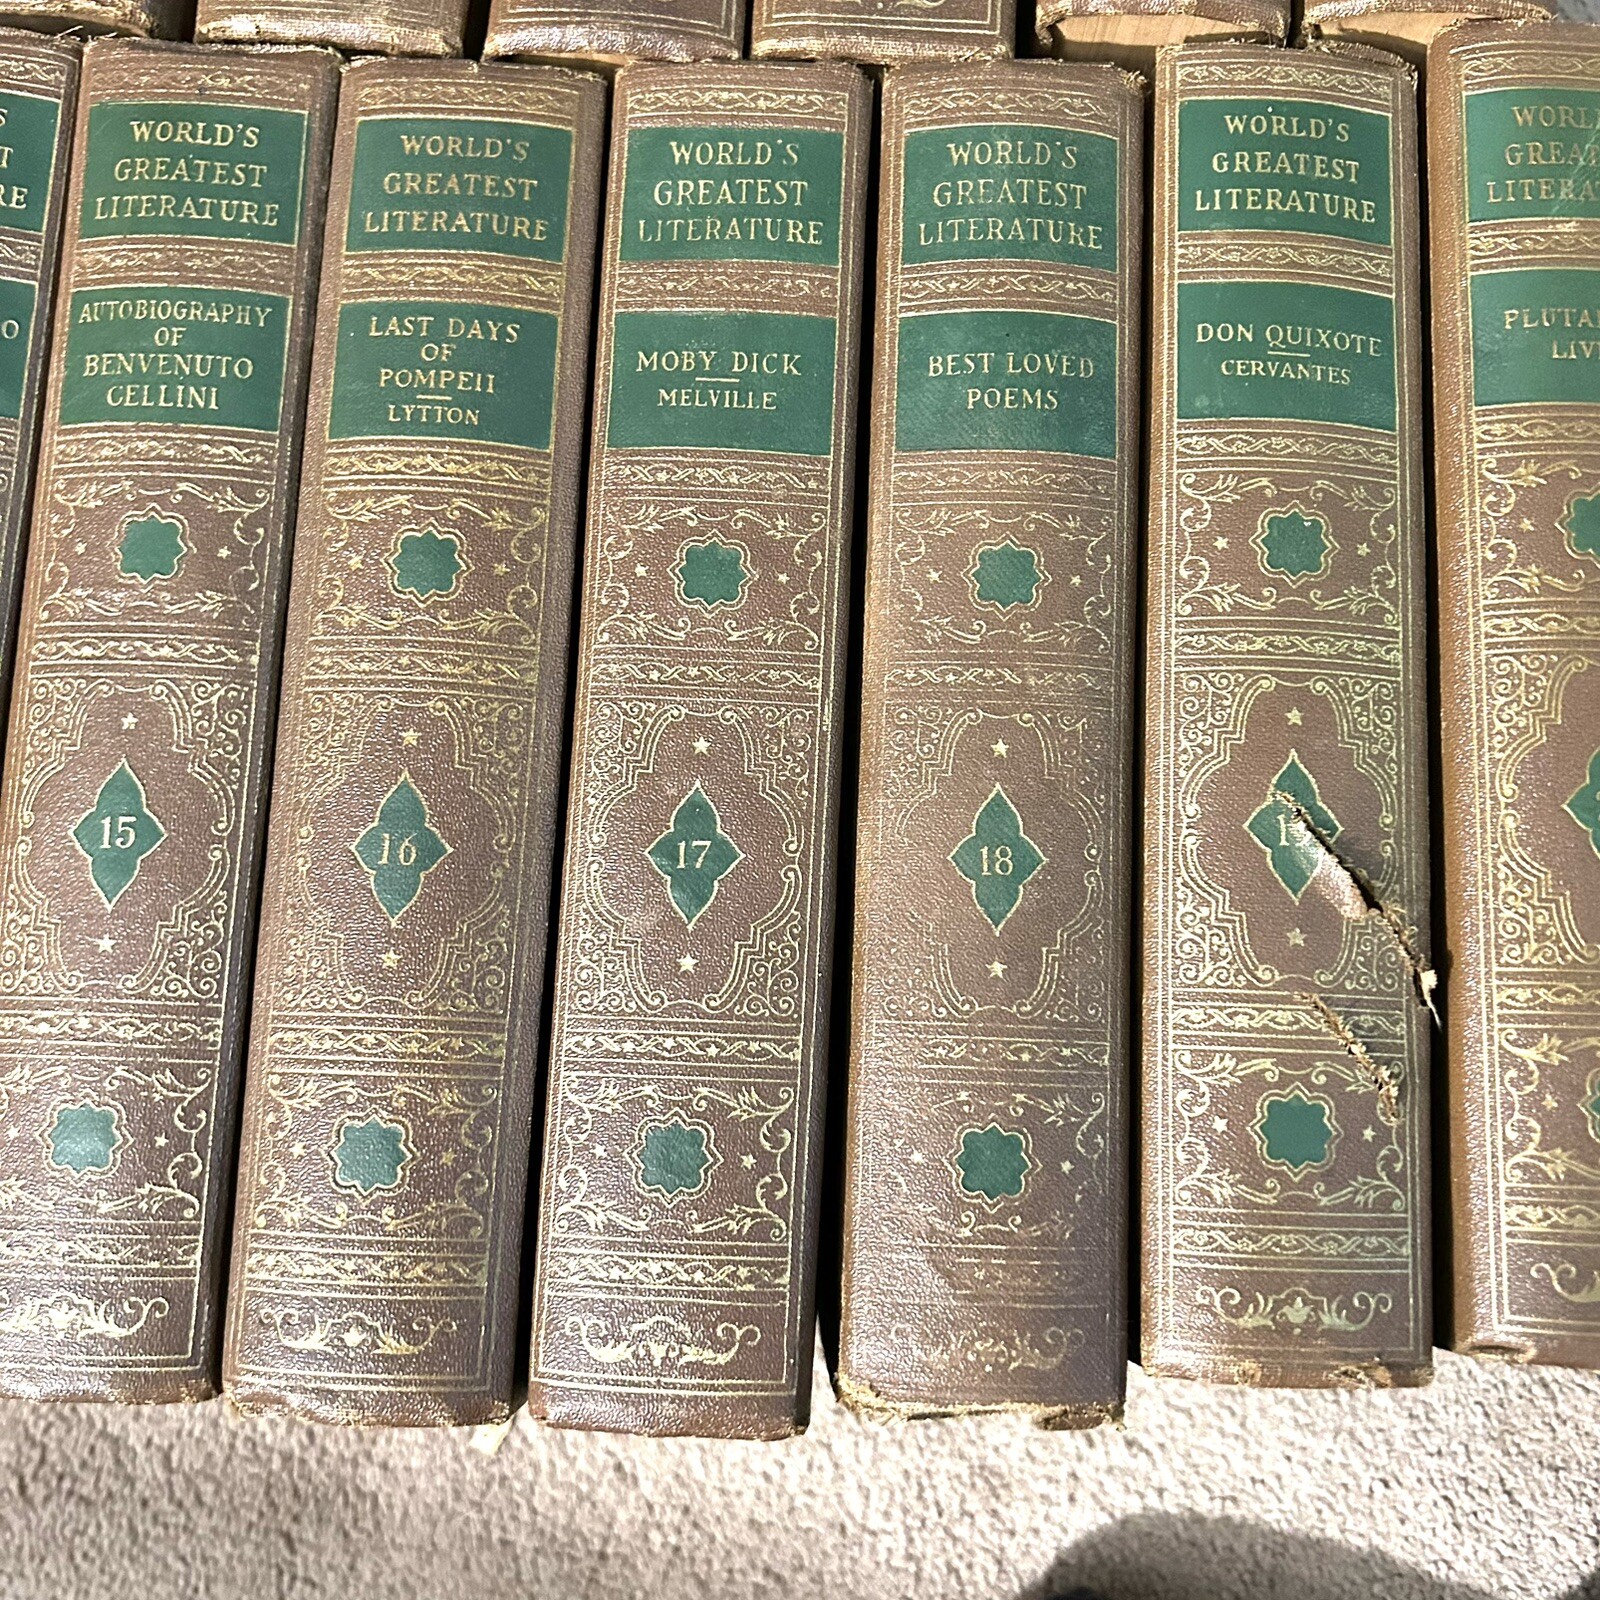 WORLD'S
GREATEST
LITERATURE
AUTOBIOGRAPHY
OF
BENVENUTO
CELLINI
15
WORLD'S
GREATEST
LITERATURE
LAST DAYS
OF
POMPEII
LYTTON
16
WORLD'S
GREATEST
LITERATURE
MOBY DICK
MELVILLE
17
WORLD'S
GREATEST
LITERATURE
BEST LOVED
POEMS
18
WORLD'S
GREATEST
LITERATURE
DON QUIXOTE
CERVANTES